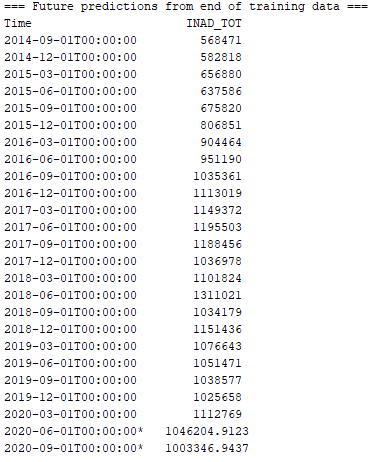 === Future predictions from end of training data ===
Time INAD_TOT
2014-09-01T00:00:00 568471
2014-12-01T00:00:00 582818
2015-03-01T00:00:00 656880
2015-06-01T00:00:00 637586
2015-09-01T00:00:00 675820
2015-12-01T00:00:00 806851
2016-03-01T00:00:00 904464
2016-06-01T00:00:00 951190
2016-09-01T00:00:00 1035361
2016-12-01T00:00:00 1113019
2017-03-01T00:00:00 1149372
2017-06-01T00:00:00 1195503
2017-09-01T00:00:00 1188456
2017-12-01T00:00:00 1036978
2018-03-01T00:00:00 1101824
2018-06-01T00:00:00 1311021
2018-09-01T00:00:00 1034179
2018-12-01T00:00:00 1151436
2019-03-01T00:00:00 1076643
2019-06-01T00:00:00 1051471
2019-09-01T00:00:00 1038577
2019-12-01T00:00:00 1025658
2020-03-01T00:00:00 1112769
2020-06-01T00:00:00* 1046204.9123
2020-09-01T00:00:00* 1003346.9437